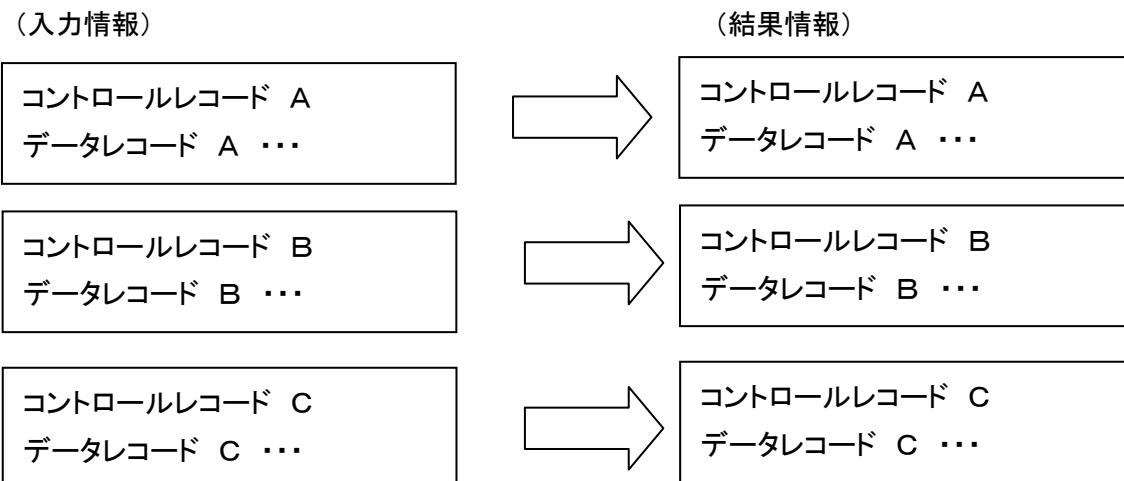 （入力情報）
（結果情報）
コントロールレコード　Ａ
データレコード　Ａ　・・・
コントロールレコード　Ａ
データレコード　Ａ　・・・
コントロールレコード　Ｂ
データレコード　Ｂ　・・・
コントロールレコード　Ｂ
データレコード　Ｂ　・・・
コントロールレコード　Ｃ
データレコード　Ｃ　・・・
コントロールレコード　Ｃ
データレコード　Ｃ　・・・